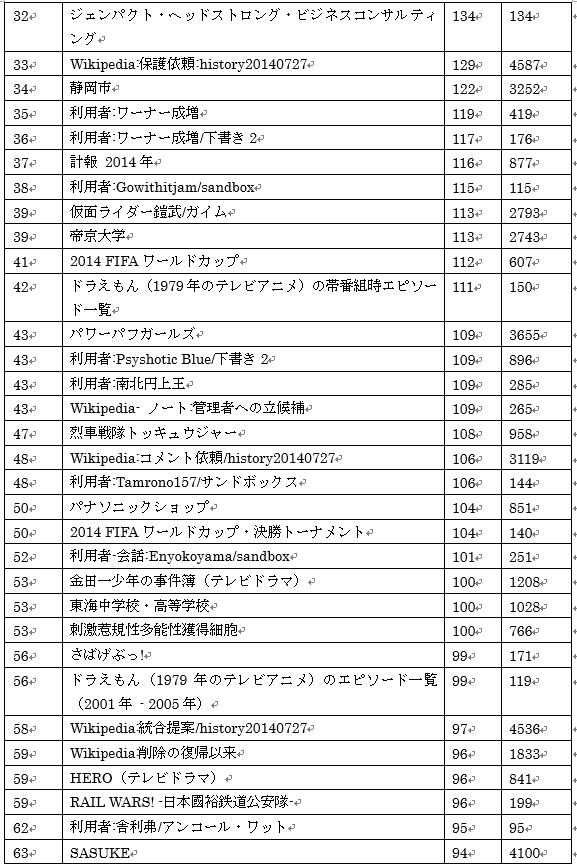 32 ジェンパクト・ヘッドストロング・ビジネスコンサルティ 134 134
ング
33 Wikipedia:保護依頼:history20140727 129 4587
34 静岡市 122 3252
35 利用者:ワーナー成増 119 419
36 利用者:ワーナー成増/下書き 2 117 176
37 訃報 2014 年 116 877
38 利用者:Gowithitjam/sandbox 115 115
39 仮面ライダー鎧武/ガイム 113 2793
39 帝京大学 113 2743
41 2014 FIFA ワールドカップ 112 607
42 ドラえもん（1979 年のテレビアニメ）の帯番組時エピソー 111 150
ド一覧
43 パワーパフガールズ 109 3655
43 利用者:Psyshotic Blue/下書き 2 109 896
43 利用者:南北円上王 109 285
43 Wikipedia- ノート:管理者への立候補 109 265
47 烈車戦隊トッキュウジャー 108 958
48 Wikipedia:コメント依頼/history20140727 106 3119
48 利用者:Tamrono157/サンドボックス 106 144
50 パナソニックショップ 104 851
50 2014 FIFA ワールドカップ・決勝トーナメント 104 140
52 利用者-会話:Enyokoyama/sandbox 101 251
53 金田一少年の事件簿（テレビドラマ） 100 1208
53 東海中学校・高等学校 100 1028
53 刺激惹規性多能性獲得細胞 100 766
56 さばげぶっ! 99 171
56 ドラえもん（1979 年のテレビアニメ）のエピソード一覧 99 119
（2001 年 - 2005 年）
58 Wikipedia:統合提案/history20140727 97 4536
59 Wikipedia:削除の復帰以来 96 1833
59 HERO（テレビドラマ） 96 841
59 RAIL WARS! -日本國裕鉄道公安隊- 96 199
62 利用者:舎利弗/アンコール・ワット 95 95
63 SASUKE 94 4100